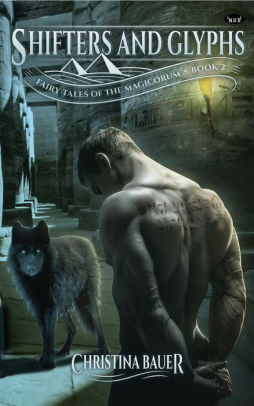 SHIFTERS AND GLYPHS
FAIRY TALES OF THE MAGICORUM • BOOK 2
CHRISTINA BAUER